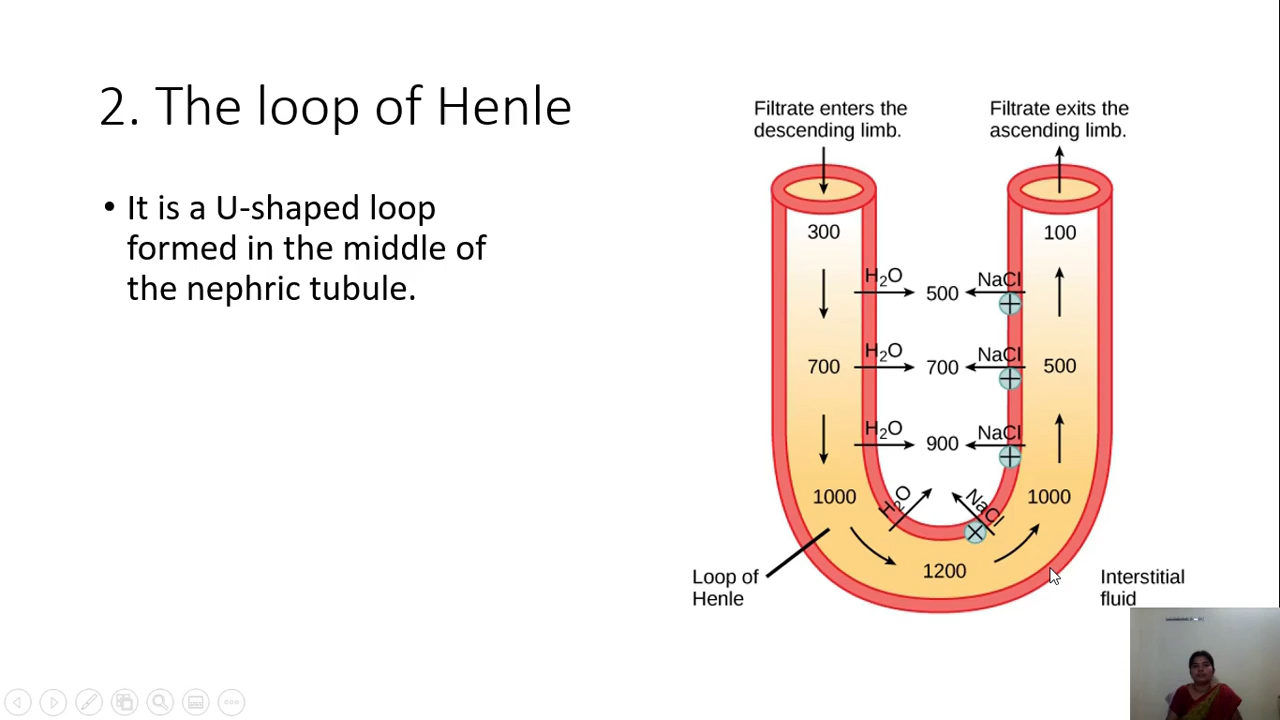 2. The loop of Henle
• It is a U-shaped loop
formed in the middle of
the nephric tubule.
Filtrate enters the
descending limb.
Filtrate exits the
ascending limb.
300
100
H₂O
500
NaCl
H₂O
NaCl
700
700
500
H₂O
NaCl
900
1000
H₂O
NaCl
1000
1200
Loop of
Henle
Interstitial
fluid